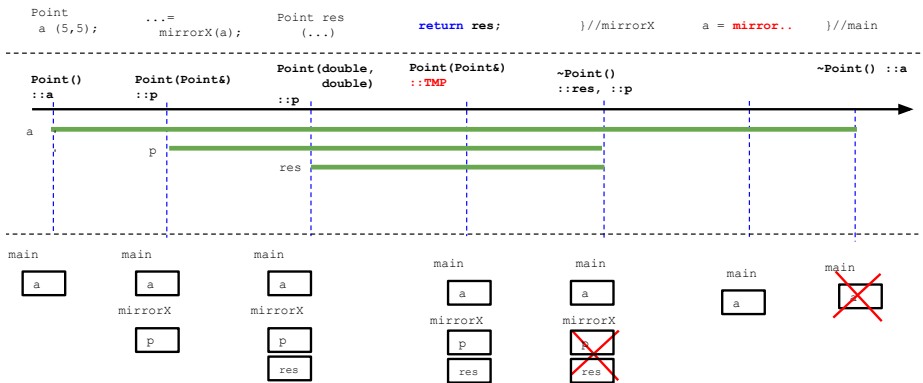 Point
a (5,5);
...=
mirrorX(a);
Point res
(...)
return res;
}//mirrorX
a = mirror..
}//main
Point()
::a
Point(Point&)
::p
Point(double,
double)
::p
Point(Point&)
::TMP
~Point()
::res, ::p
~Point() ::a
a
p
res
main
a
main
a
mirrorX
p
main
a
mirrorX
p
res
main
a
mirrorX
p
res
main
a
mirrorX
p
res
main
a
main
a